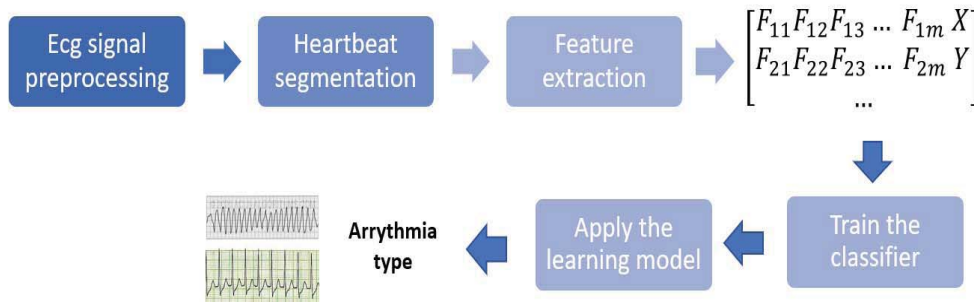 Ecg signal
preprocessing
Heartbeat
segmentation
Feature
extraction
F11 F12 F13 ... F1m X
F21 F22 F23 ... F2m Y
...
Train the
classifier
Apply the
learning model
Arrythmia
type